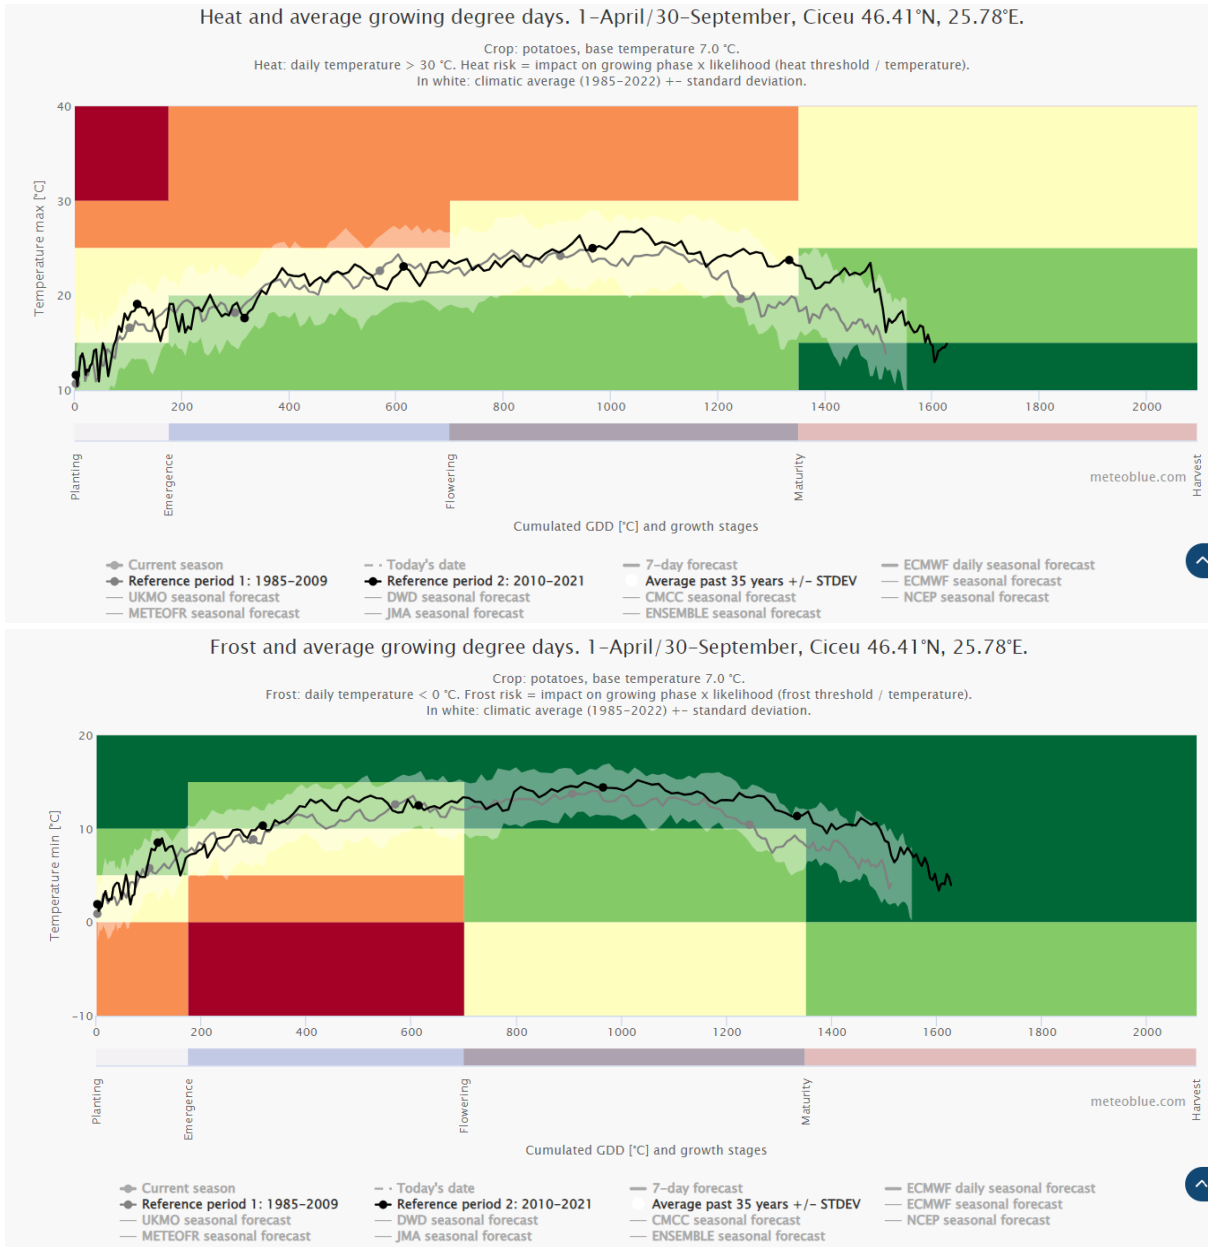 Heat and average growing degree days. 1-April/30-September, Ciceu 46.41°N, 25.78°E.
Crop: potatoes, base temperature 7.0 °C.
Heat: daily temperature > 30 °C. Heat risk = impact on growing phase x likelihood (heat threshold / temperature).
In white: climatic average (1985-2022) +- standard deviation.
Temperature max [°C]
40
30
20
10
0 200 400 600 800 1000 1200 1400 1600 1800 2000
Planting Emergence Flowering Maturity Harvest
meteoblue.com
Cumulated GDD [°C] and growth stages
Current season Today's date 7-day forecast ECMWF daily seasonal forecast
Reference period 1: 1985-2009 Reference period 2: 2010-2021 Average past 35 years +/- STDEV ECMWF seasonal forecast
UKMO seasonal forecast DWD seasonal forecast CMCC seasonal forecast NCEP seasonal forecast
METEOFR seasonal forecast JMA seasonal forecast ENSEMBLE seasonal forecast
Frost and average growing degree days. 1-April/30-September, Ciceu 46.41°N, 25.78°E.
Crop: potatoes, base temperature 7.0 °C.
Frost: daily temperature < 0 °C. Frost risk = impact on growing phase x likelihood (frost threshold / temperature).
In white: climatic average (1985-2022) +- standard deviation.
Temperature min [°C]
20
10
0
-10
0 200 400 600 800 1000 1200 1400 1600 1800 2000
Planting Emergence Flowering Maturity Harvest
meteoblue.com
Cumulated GDD [°C] and growth stages
Current season Today's date 7-day forecast ECMWF daily seasonal forecast
Reference period 1: 1985-2009 Reference period 2: 2010-2021 Average past 35 years +/- STDEV ECMWF seasonal forecast
UKMO seasonal forecast DWD seasonal forecast CMCC seasonal forecast NCEP seasonal forecast
METEOFR seasonal forecast JMA seasonal forecast ENSEMBLE seasonal forecast